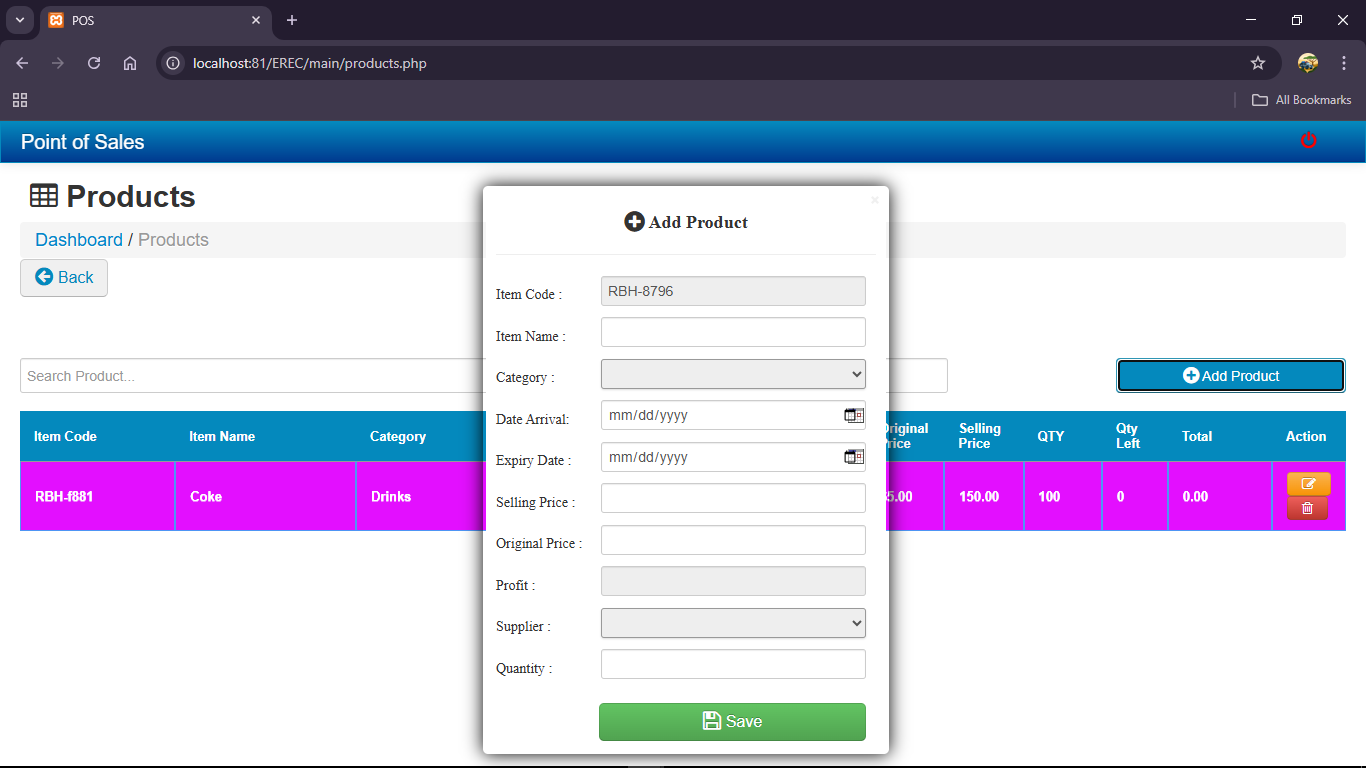 POS
localhost:81/EREC/main/products.php
All Bookmarks
Point of Sales
Products
Dashboard / Products
Back
Search Product...
Add Product
Item Code
Item Name
Category
Original Price
Selling Price
QTY
Qty Left
Total
Action
RBH-f881
Coke
Drinks
5.00
150.00
100
0
0.00
×
Add Product
Item Code :
RBH-8796
Item Name :
Category :
Date Arrival:
mm/dd/yyyy
Expiry Date :
mm/dd/yyyy
Selling Price :
Original Price :
Profit :
Supplier :
Quantity :
Save